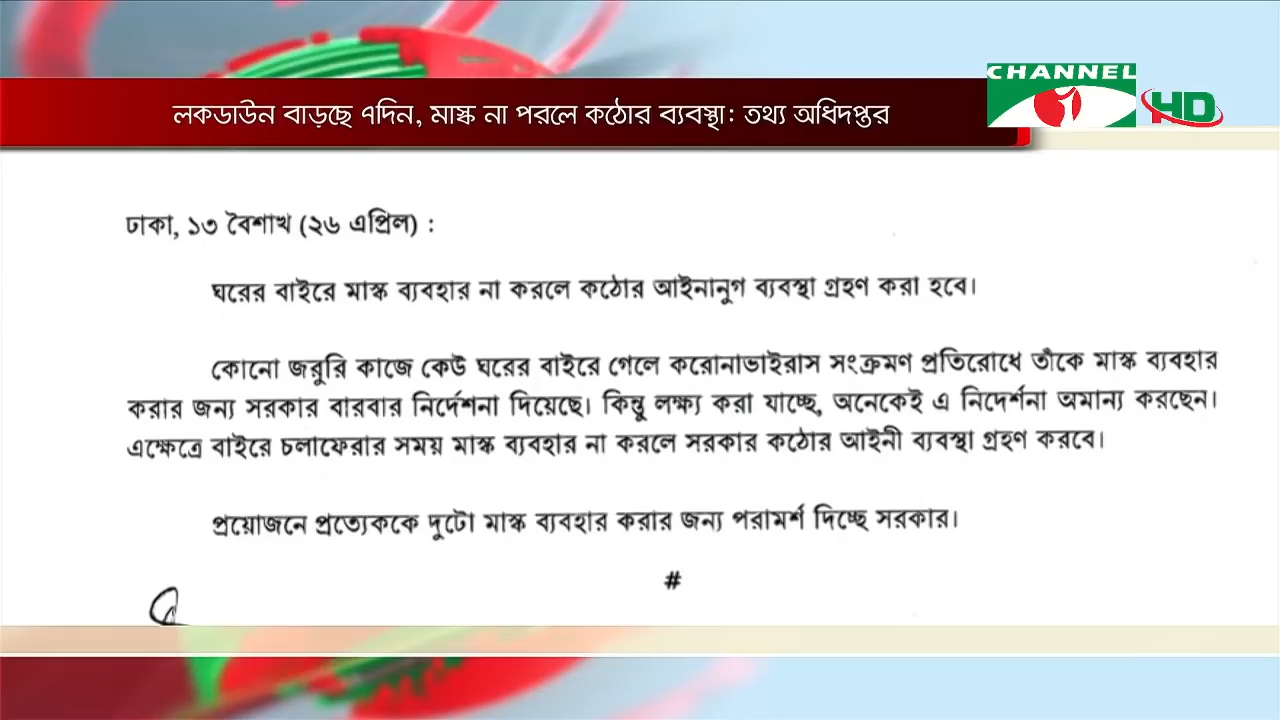 CHANNEL
i HD
লকডাউন বাড়ছে ৭দিন, মাস্ক না পরলে কঠোর ব্যবস্থা: তথ্য অধিদপ্তর
ঢাকা, ১৩ বৈশাখ (২৬ এপ্রিল) :
ঘরের বাইরে মাস্ক ব্যবহার না করলে কঠোর আইনানুগ ব্যবস্থা গ্রহণ করা হবে।
কোনো জরুরি কাজে কেউ ঘরের বাইরে গেলে করোনাভাইরাস সংক্রমণ প্রতিরোধে তাঁকে মাস্ক ব্যবহার
করার জন্য সরকার বারবার নির্দেশনা দিয়েছে। কিন্তু লক্ষ্য করা যাচ্ছে, অনেকেই এ নিদের্শনা অমান্য করছেন।
এক্ষেত্রে বাইরে চলাফেরার সময় মাস্ক ব্যবহার না করলে সরকার কঠোর আইনী ব্যবস্থা গ্রহণ করবে।
প্রয়োজনে প্রত্যেককে দুটো মাস্ক ব্যবহার করার জন্য পরামর্শ দিচ্ছে সরকার।
#